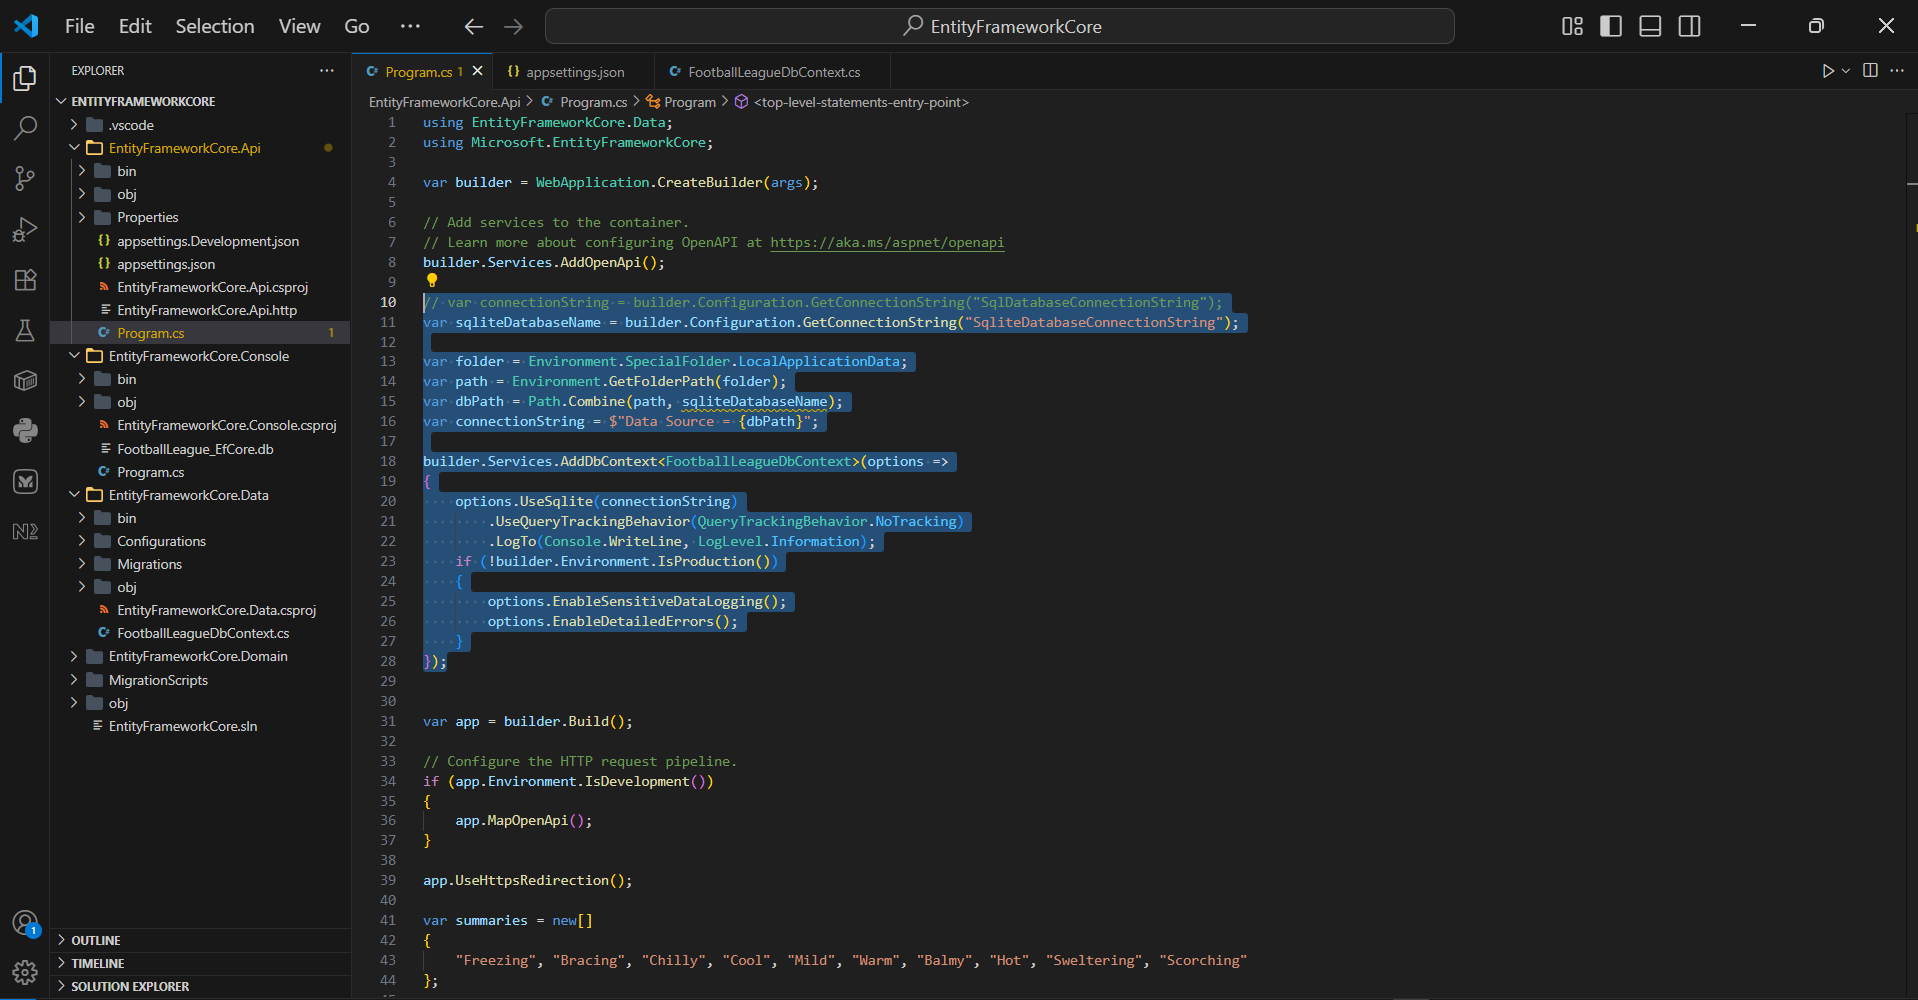 File Edit Selection View Go ··· EntityFrameworkCore
EXPLORER ···
ENTITYFRAMEWORKCORE
.vscode
EntityFrameworkCore.Api
bin
obj
Properties
{} appsettings.Development.json
{} appsettings.json
EntityFrameworkCore.Api.csproj
EntityFrameworkCore.Api.http
C# Program.cs 1
EntityFrameworkCore.Console
bin
obj
EntityFrameworkCore.Console.csproj
FootballLeague_EfCore.db
C# Program.cs
EntityFrameworkCore.Data
bin
Configurations
Migrations
obj
EntityFrameworkCore.Data.csproj
C# FootballLeagueDbContext.cs
EntityFrameworkCore.Domain
MigrationScripts
obj
EntityFrameworkCore.sln
1
OUTLINE
TIMELINE
SOLUTION EXPLORER
C# Program.cs 1 {} appsettings.json C# FootballLeagueDbContext.cs
EntityFrameworkCore.Api > C# Program.cs > Program > <top-level-statements-entry-point>
1 using EntityFrameworkCore.Data;
2 using Microsoft.EntityFrameworkCore;
3
4 var builder = WebApplication.CreateBuilder(args);
5
6 // Add services to the container.
7 // Learn more about configuring OpenAPI at https://aka.ms/aspnet/openapi
8 builder.Services.AddOpenApi();
9
10 // var connectionString = builder.Configuration.GetConnectionString("SqlDatabaseConnectionString");
11 var sqliteDatabaseName = builder.Configuration.GetConnectionString("SqliteDatabaseConnectionString");
12
13 var folder = Environment.SpecialFolder.LocalApplicationData;
14 var path = Environment.GetFolderPath(folder);
15 var dbPath = Path.Combine(path, sqliteDatabaseName);
16 var connectionString = $"Data Source = {dbPath}";
17
18 builder.Services.AddDbContext<FootballLeagueDbContext>(options =>
19 {
20 options.UseSqlite(connectionString)
21 .UseQueryTrackingBehavior(QueryTrackingBehavior.NoTracking)
22 .LogTo(Console.WriteLine, LogLevel.Information);
23 if (!builder.Environment.IsProduction())
24 {
25 options.EnableSensitiveDataLogging();
26 options.EnableDetailedErrors();
27 }
28 });
29
30
31 var app = builder.Build();
32
33 // Configure the HTTP request pipeline.
34 if (app.Environment.IsDevelopment())
35 {
36 app.MapOpenApi();
37 }
38
39 app.UseHttpsRedirection();
40
41 var summaries = new[]
42 {
43 "Freezing", "Bracing", "Chilly", "Cool", "Mild", "Warm", "Balmy", "Hot", "Sweltering", "Scorching"
44 };